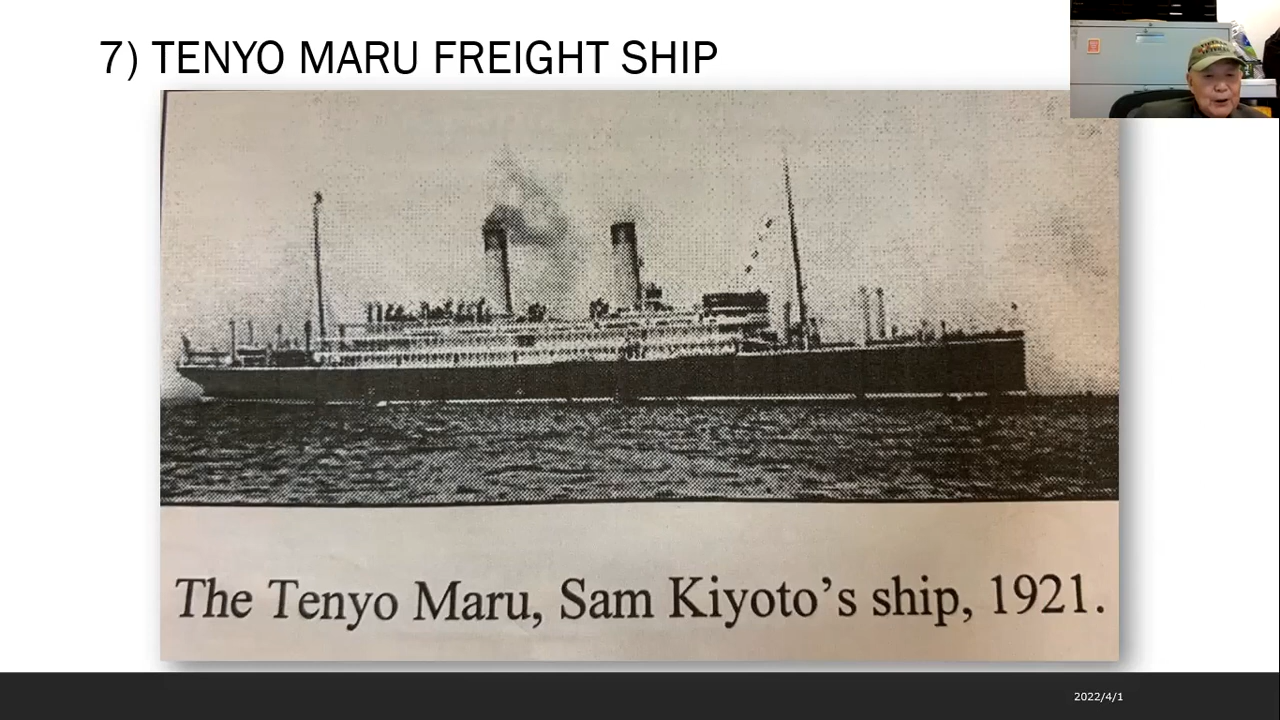 7) TENYO MARU FREIGHT SHIP
The Tenyo Maru, Sam Kiyoto's ship, 1921.
2022/4/1